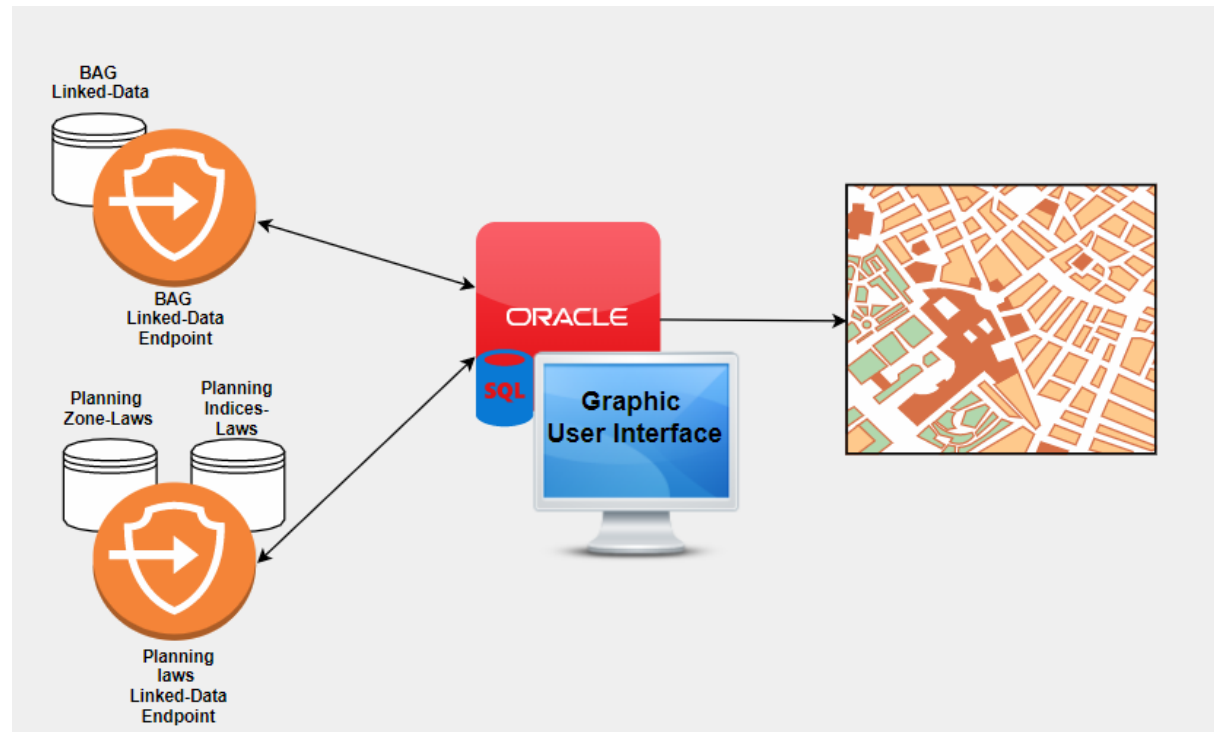 BAG
Linked-Data
BAG
Linked-Data
Endpoint
ORACLE
SQL
Graphic
User Interface
Planning
Zone-Laws
Planning
Indices-
Laws
Planning
laws
Linked-Data
Endpoint